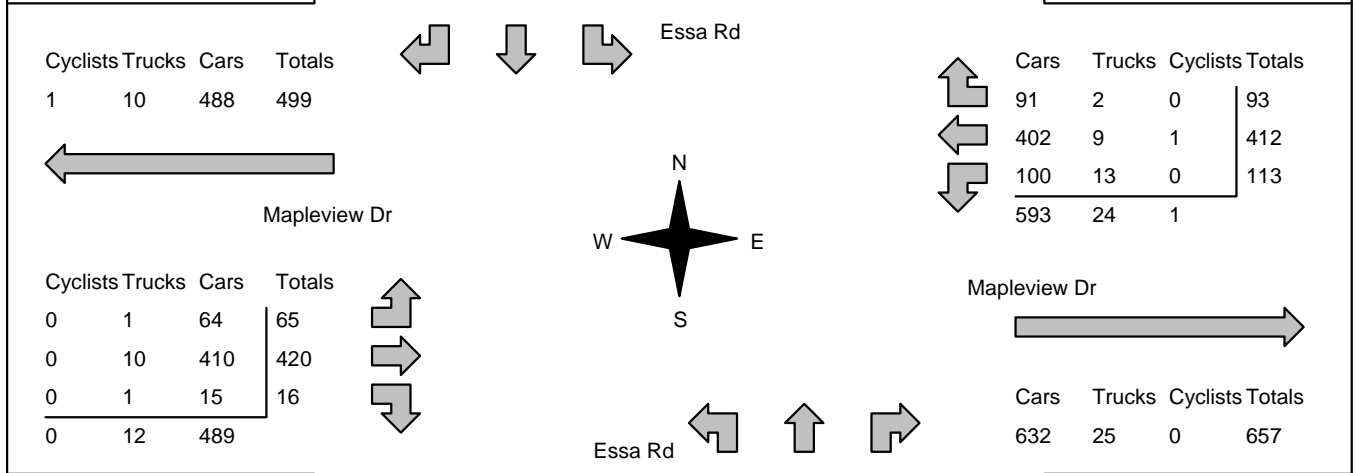 Essa Rd
Cyclists Trucks Cars Totals
1 10 488 499
Cars Trucks Cyclists Totals
91 2 0 93
402 9 1 412
100 13 0 113
593 24 1
Mapleview Dr
N
W E
S
Cyclists Trucks Cars Totals
0 1 64 65
0 10 410 420
0 1 15 16
0 12 489
Mapleview Dr
Cars Trucks Cyclists Totals
632 25 0 657
Essa Rd